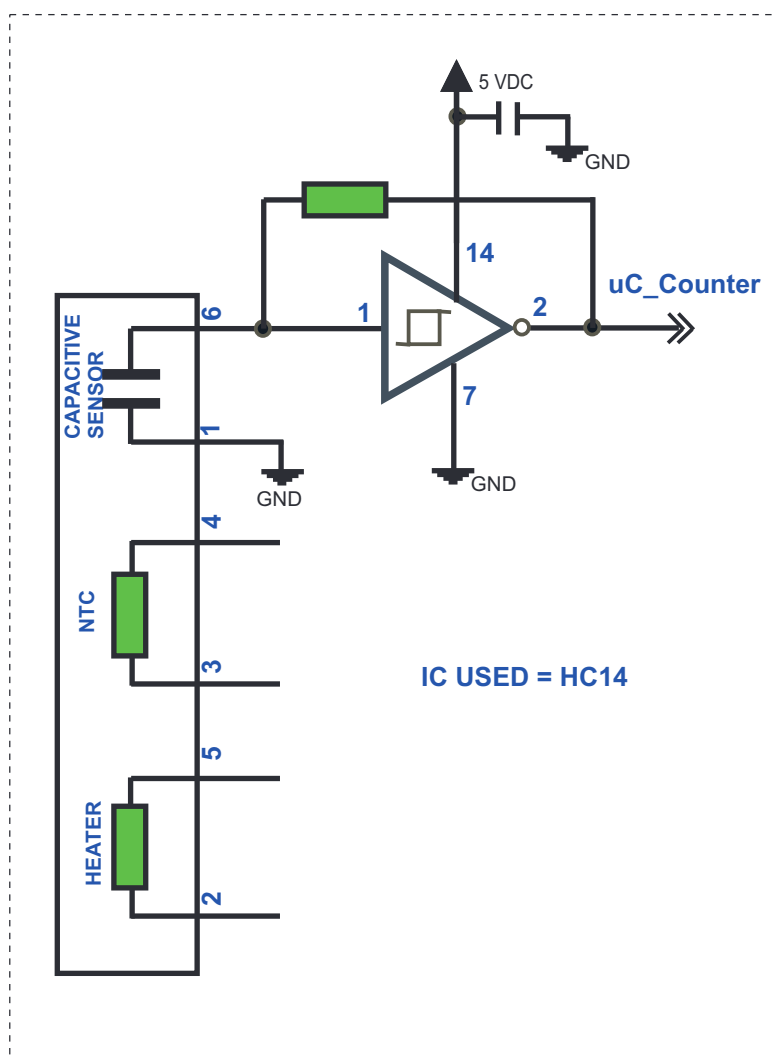 5 VDC
GND
14
uC_Counter
6
1
2
CAPACITIVE
SENSOR
7
1
GND
GND
4
NTC
3
IC USED = HC14
5
HEATER
2